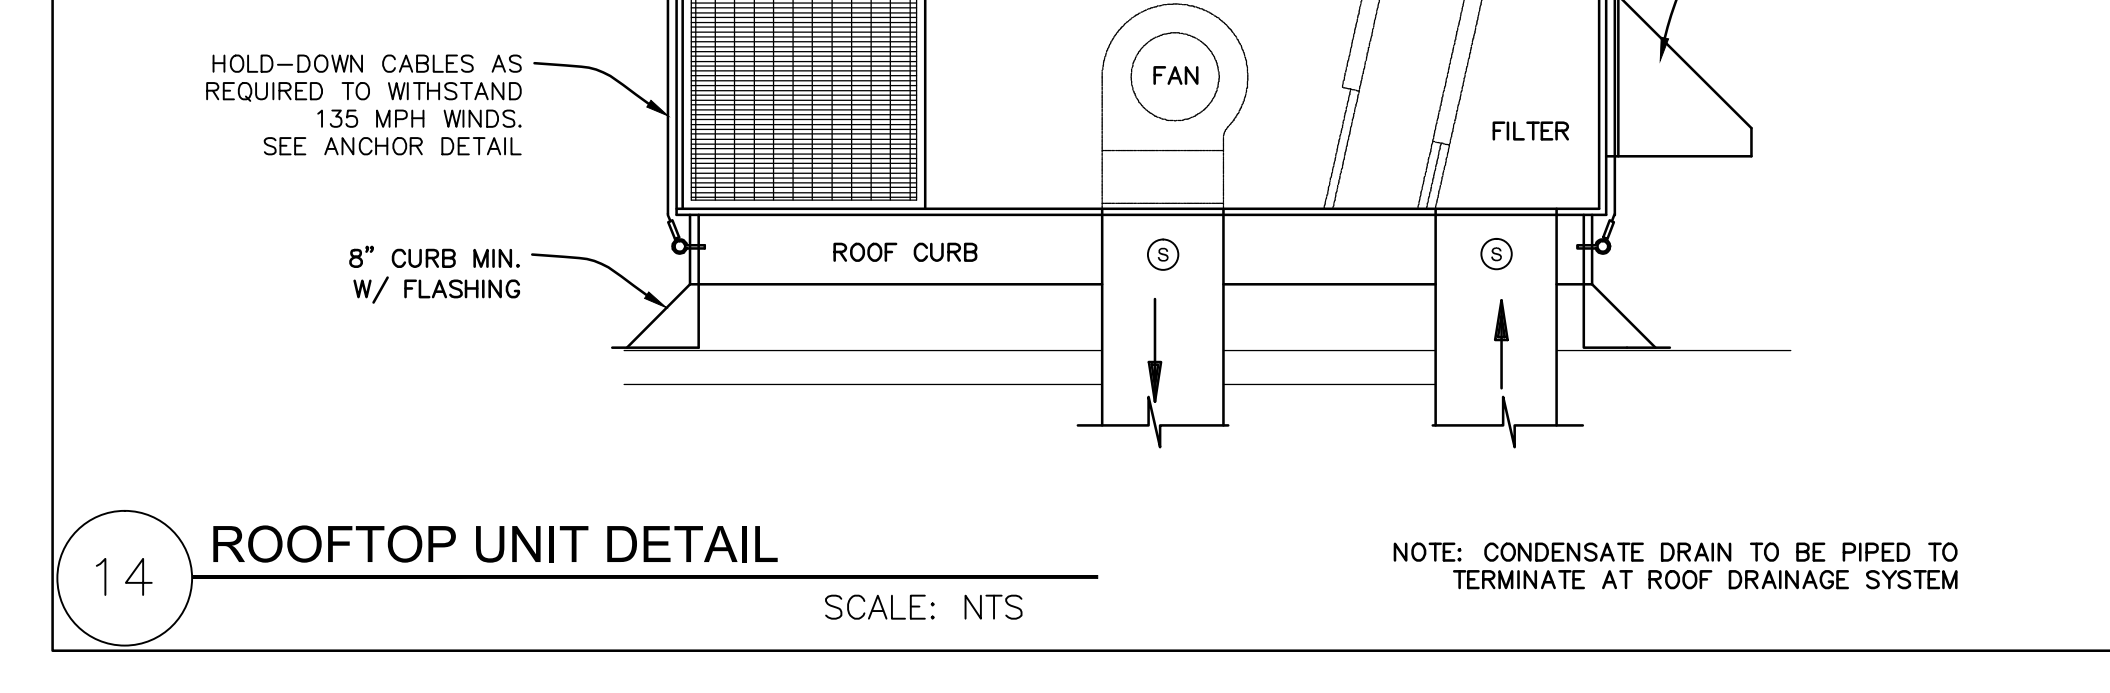 HOLD-DOWN CABLES AS
REQUIRED TO WITHSTAND
135 MPH WINDS.
SEE ANCHOR DETAIL
FAN
FILTER
8" CURB MIN.
W/ FLASHING
ROOF CURB
S
S
14
ROOFTOP UNIT DETAIL
SCALE: NTS
NOTE: CONDENSATE DRAIN TO BE PIPED TO
TERMINATE AT ROOF DRAINAGE SYSTEM